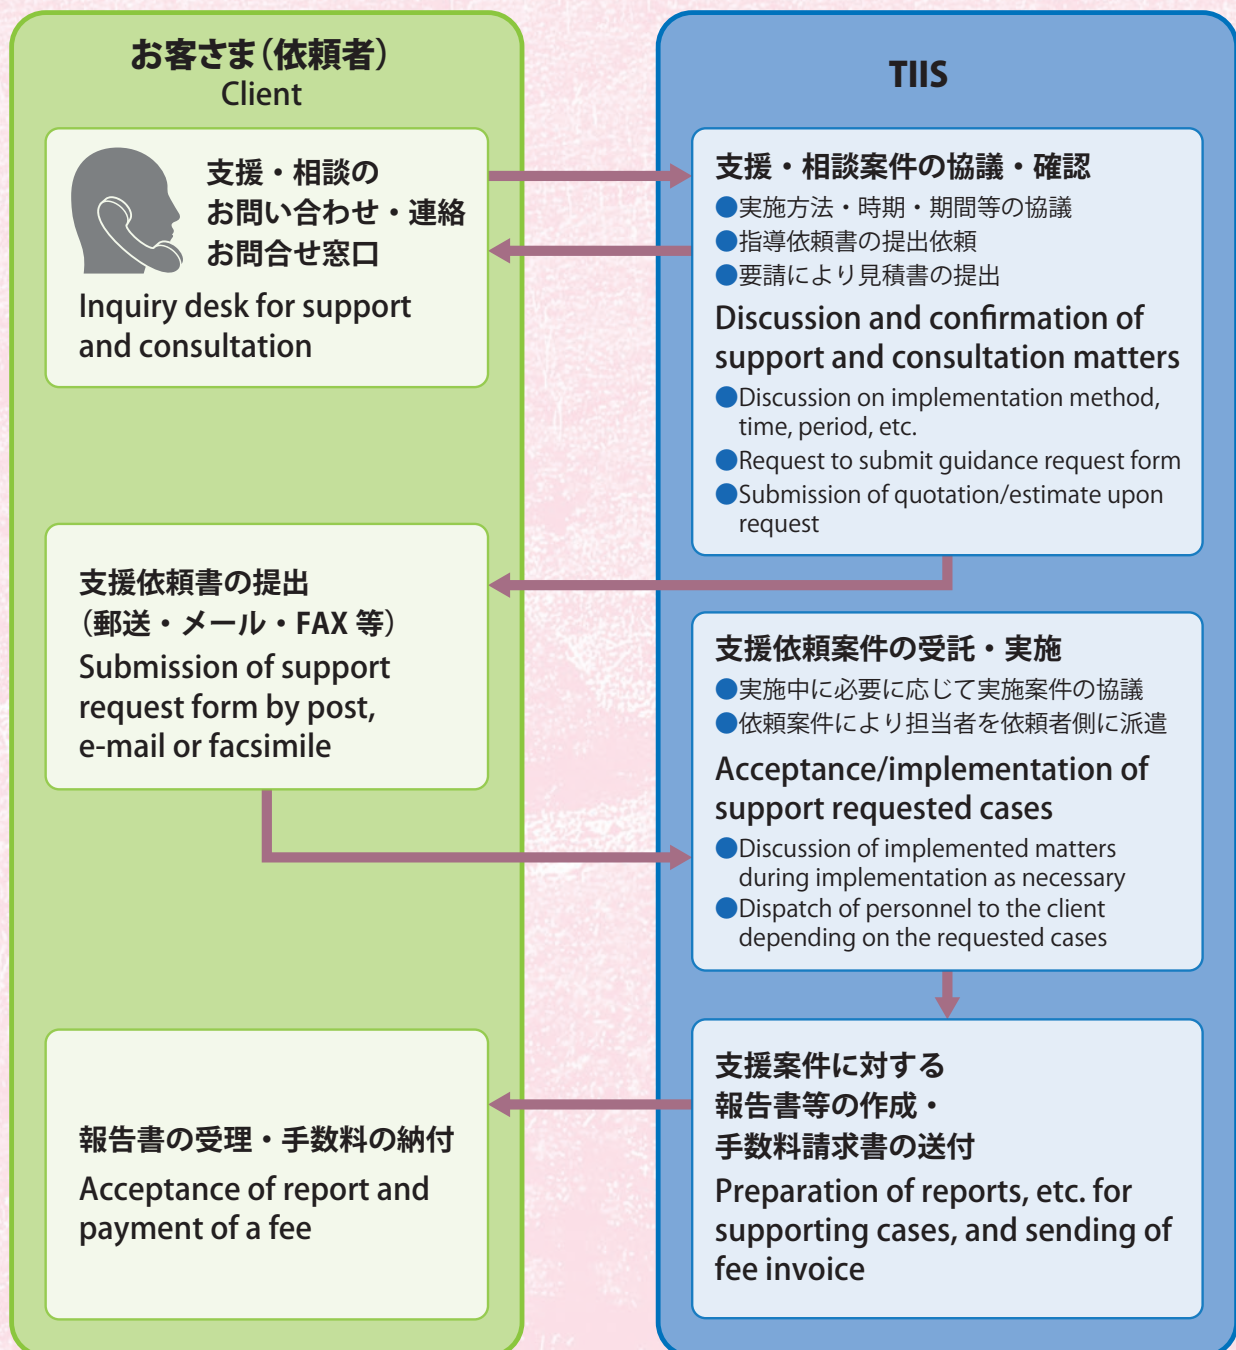 お客さま(依頼者)
Client
支援・相談の
お問い合わせ・連絡
お問合せ窓口
Inquiry desk for support
and consultation
支援依頼書の提出
(郵送・メール・FAX 等)
Submission of support
request form by post,
e-mail or facsimile
報告書の受理・手数料の納付
Acceptance of report and
payment of a fee
TIIS
支援・相談案件の協議・確認
●実施方法・時期・期間等の協議
●指導依頼書の提出依頼
●要請により見積書の提出
Discussion and confirmation of
support and consultation matters
●Discussion on implementation method,
time, period, etc.
●Request to submit guidance request form
●Submission of quotation/estimate upon
request
支援依頼案件の受託・実施
●実施中に必要に応じて実施案件の協議
●依頼案件により担当者を依頼者側に派遣
Acceptance/implementation of
support requested cases
●Discussion of implemented matters
during implementation as necessary
●Dispatch of personnel to the client
depending on the requested cases
支援案件に対する
報告書等の作成・
手数料請求書の送付
Preparation of reports, etc. for
supporting cases, and sending of
fee invoice